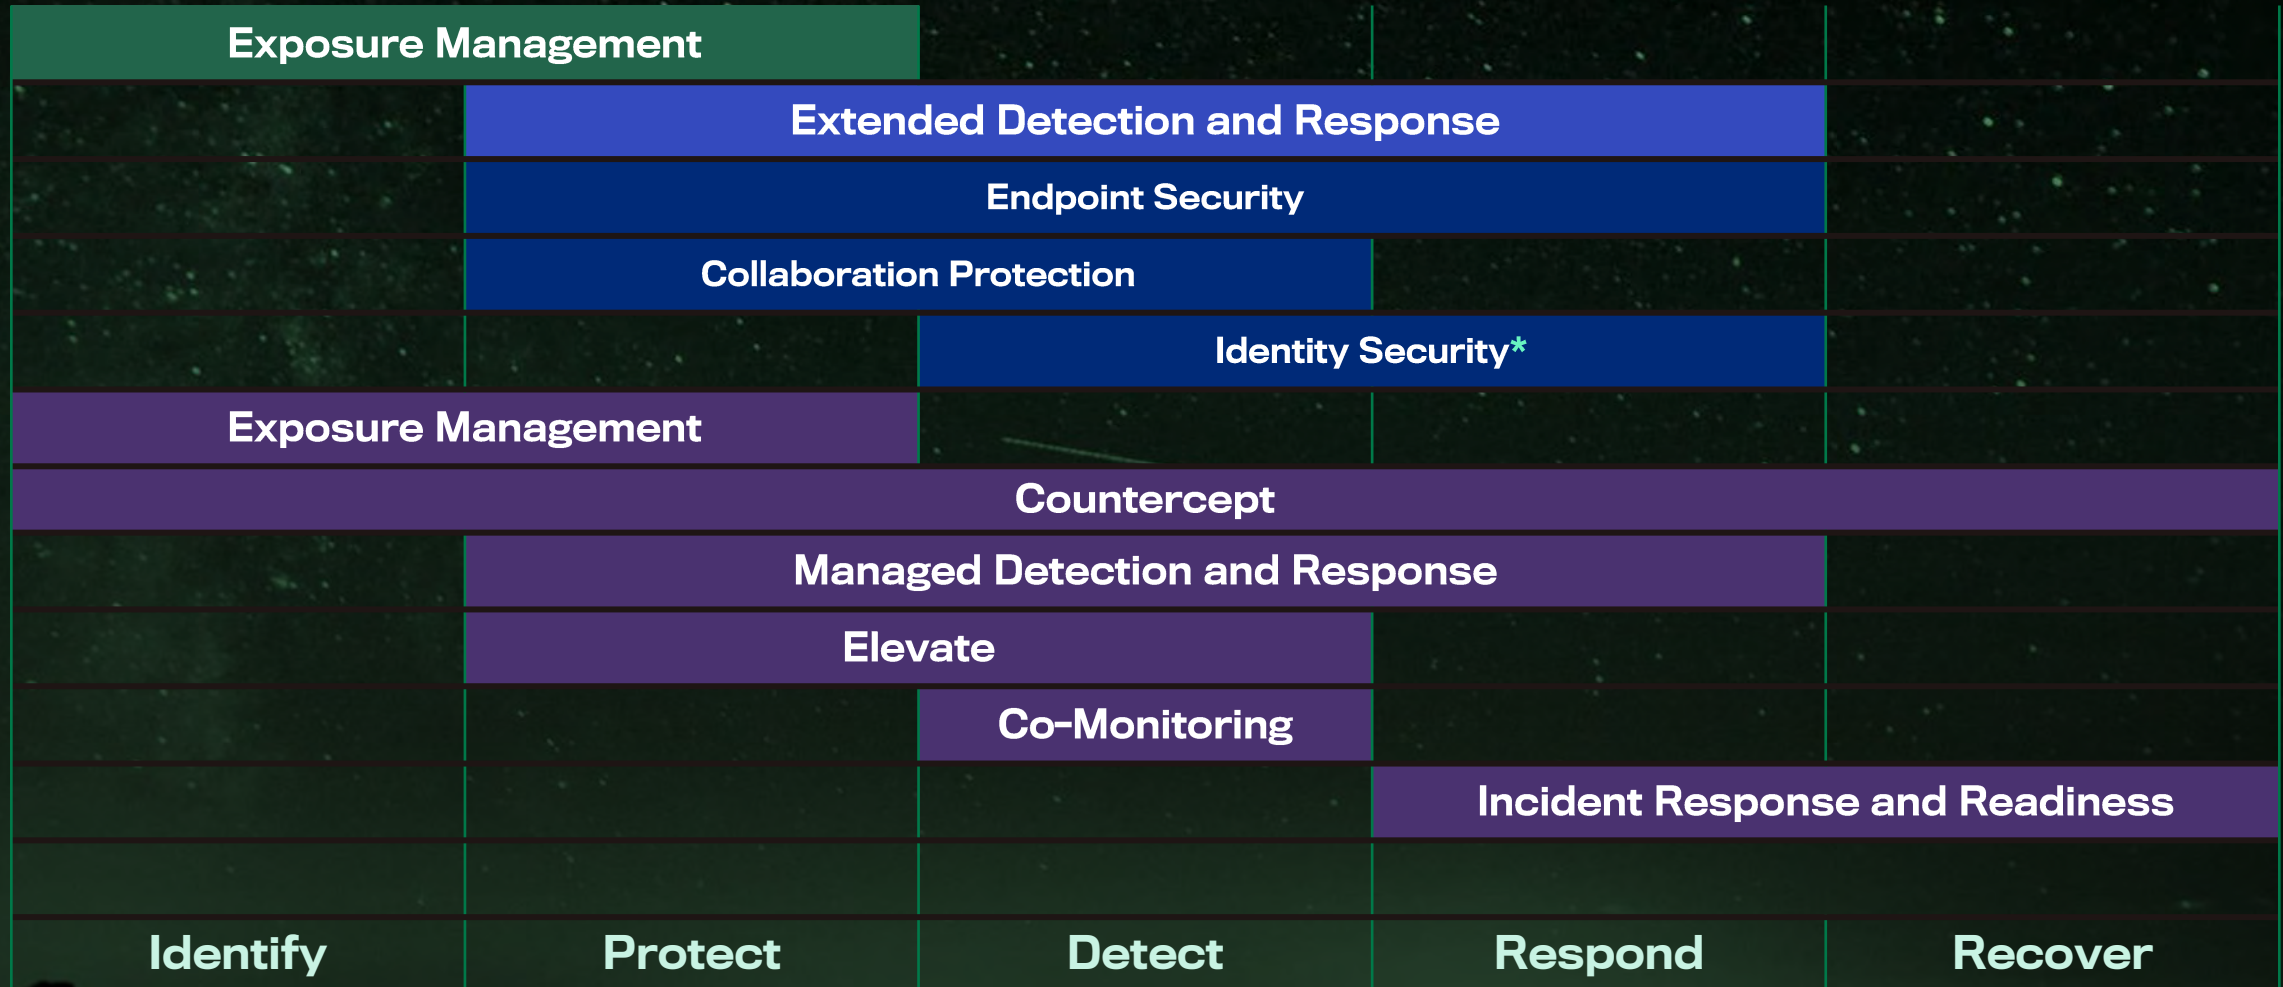 Exposure Management
Extended Detection and Response
Endpoint Security
Collaboration Protection
Identity Security*
Exposure Management
Countercept
Managed Detection and Response
Elevate
Co-Monitoring
Incident Response and Readiness
Identify
Protect
Detect
Respond
Recover